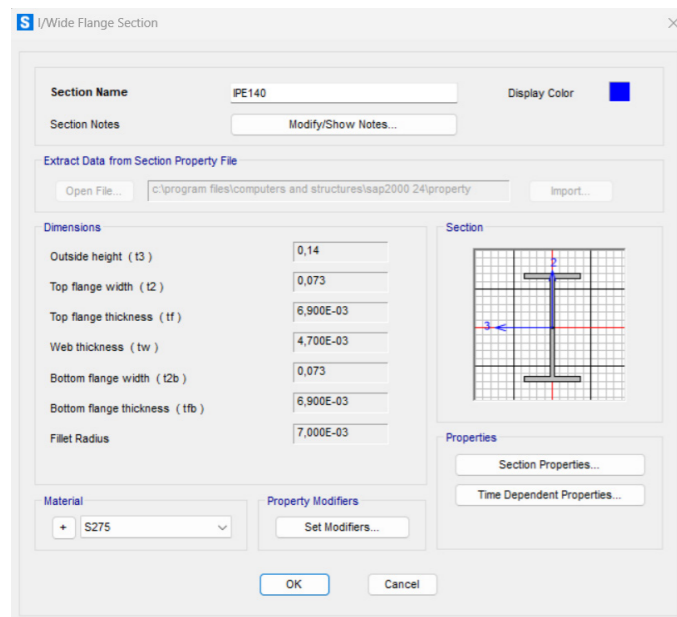 S I/Wide Flange Section
Section Name IPE140 Display Color
Section Notes Modify/Show Notes...
Extract Data from Section Property File
Open File... c:\program files\computers and structures\sap2000 24\property Import...
Dimensions
Outside height ( t3 ) 0,14
Top flange width ( t2 ) 0,073
Top flange thickness ( tf ) 6,900E-03
Web thickness ( tw ) 4,700E-03
Bottom flange width ( t2b ) 0,073
Bottom flange thickness ( tfb ) 6,900E-03
Fillet Radius 7,000E-03
Section
2
3
Properties
Section Properties...
Time Dependent Properties...
Material
+ S275
Property Modifiers
Set Modifiers...
OK Cancel